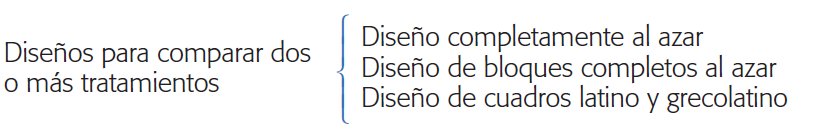 Diseños para comparar dos
o más tratamientos
Diseño completamente al azar
Diseño de bloques completos al azar
Diseño de cuadros latino y grecolatino